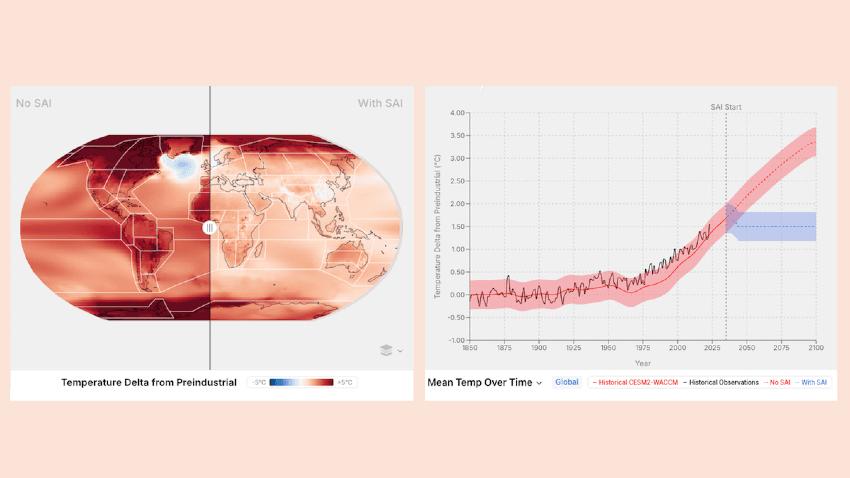 No SAI
With SAI
Temperature Delta from Preindustrial
-5°C
+5°C
SAI Start
4.00
3.50
3.00
2.50
2.00
1.50
1.00
0.50
0.00
-0.50
-1.00
Temperature Delta from Preindustrial (°C)
1850 1875 1900 1925 1950 1975 2000 2025 2050 2075 2100
Year
Mean Temp Over Time
Global
Historical CESM2-WACCM
Historical Observations
No SAI
With SAI